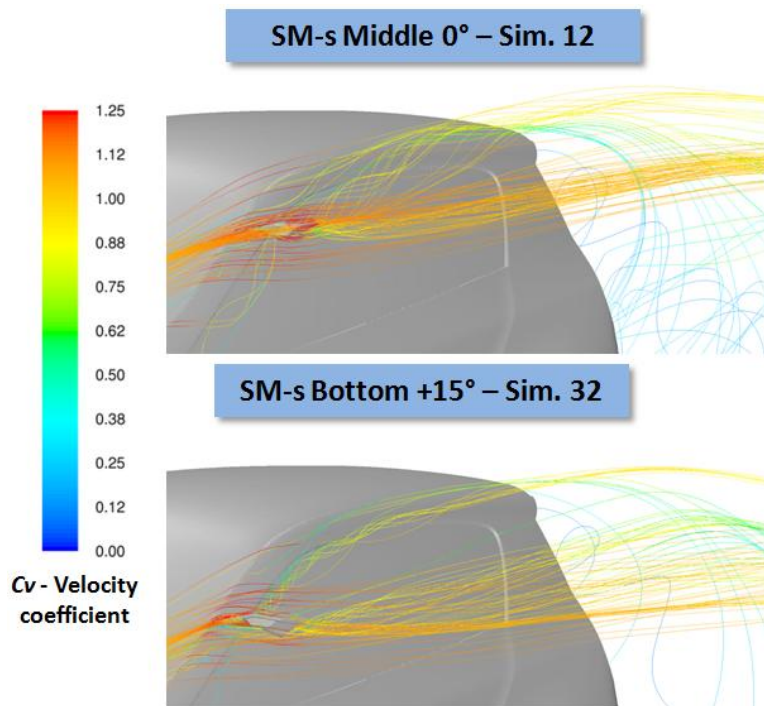 SM-s Middle 0° – Sim. 12
1.25
1.12
1.00
0.88
0.75
0.62
0.50
0.38
0.25
0.12
0.00
Cv - Velocity
coefficient
SM-s Bottom +15° – Sim. 32